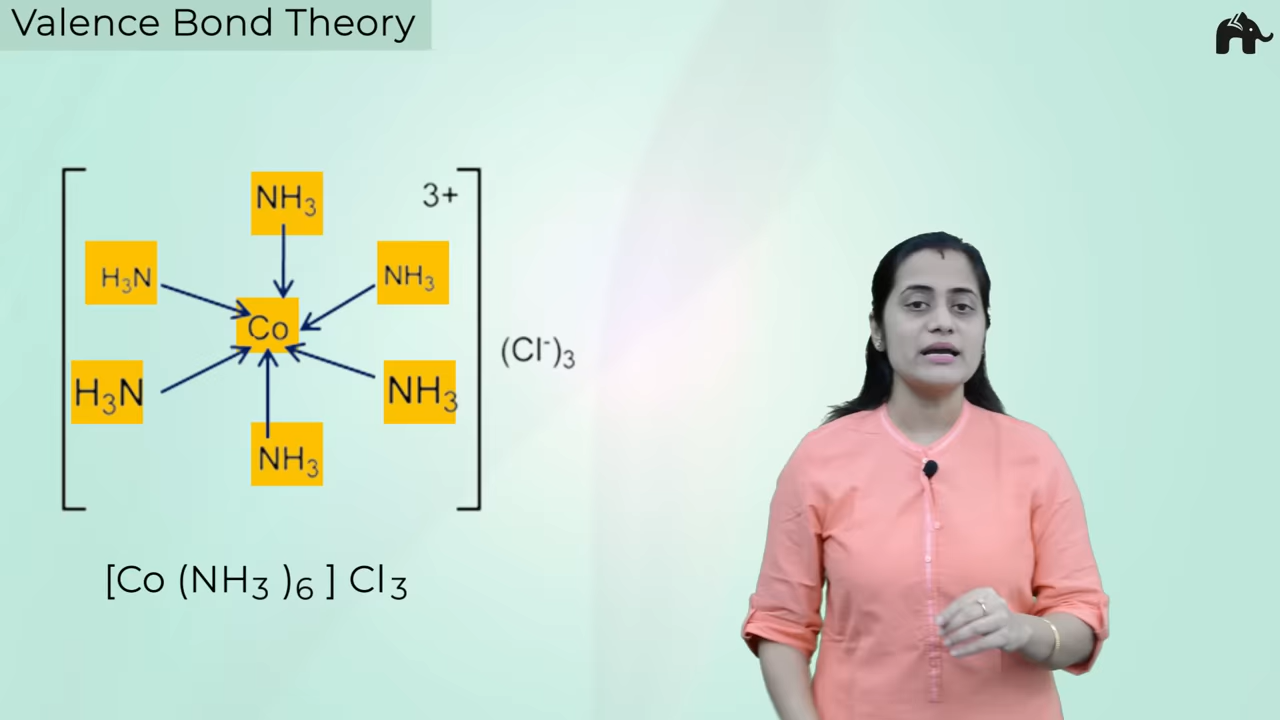 Valence Bond Theory
NH₃
3+
H₃N
NH₃
Co
(Cl⁻)₃
H₃N
NH₃
NH₃
[Co (NH₃ )₆ ] Cl₃